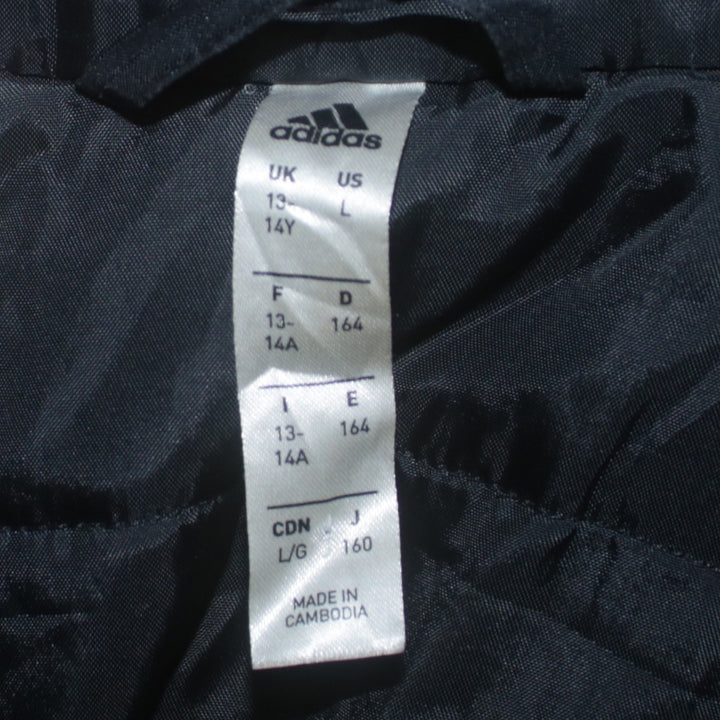 adidas
UK US
13- L
14Y
F D
13- 164
14A
I E
13- 164
14A
CDN J
L/G 160
MADE IN
CAMBODIA